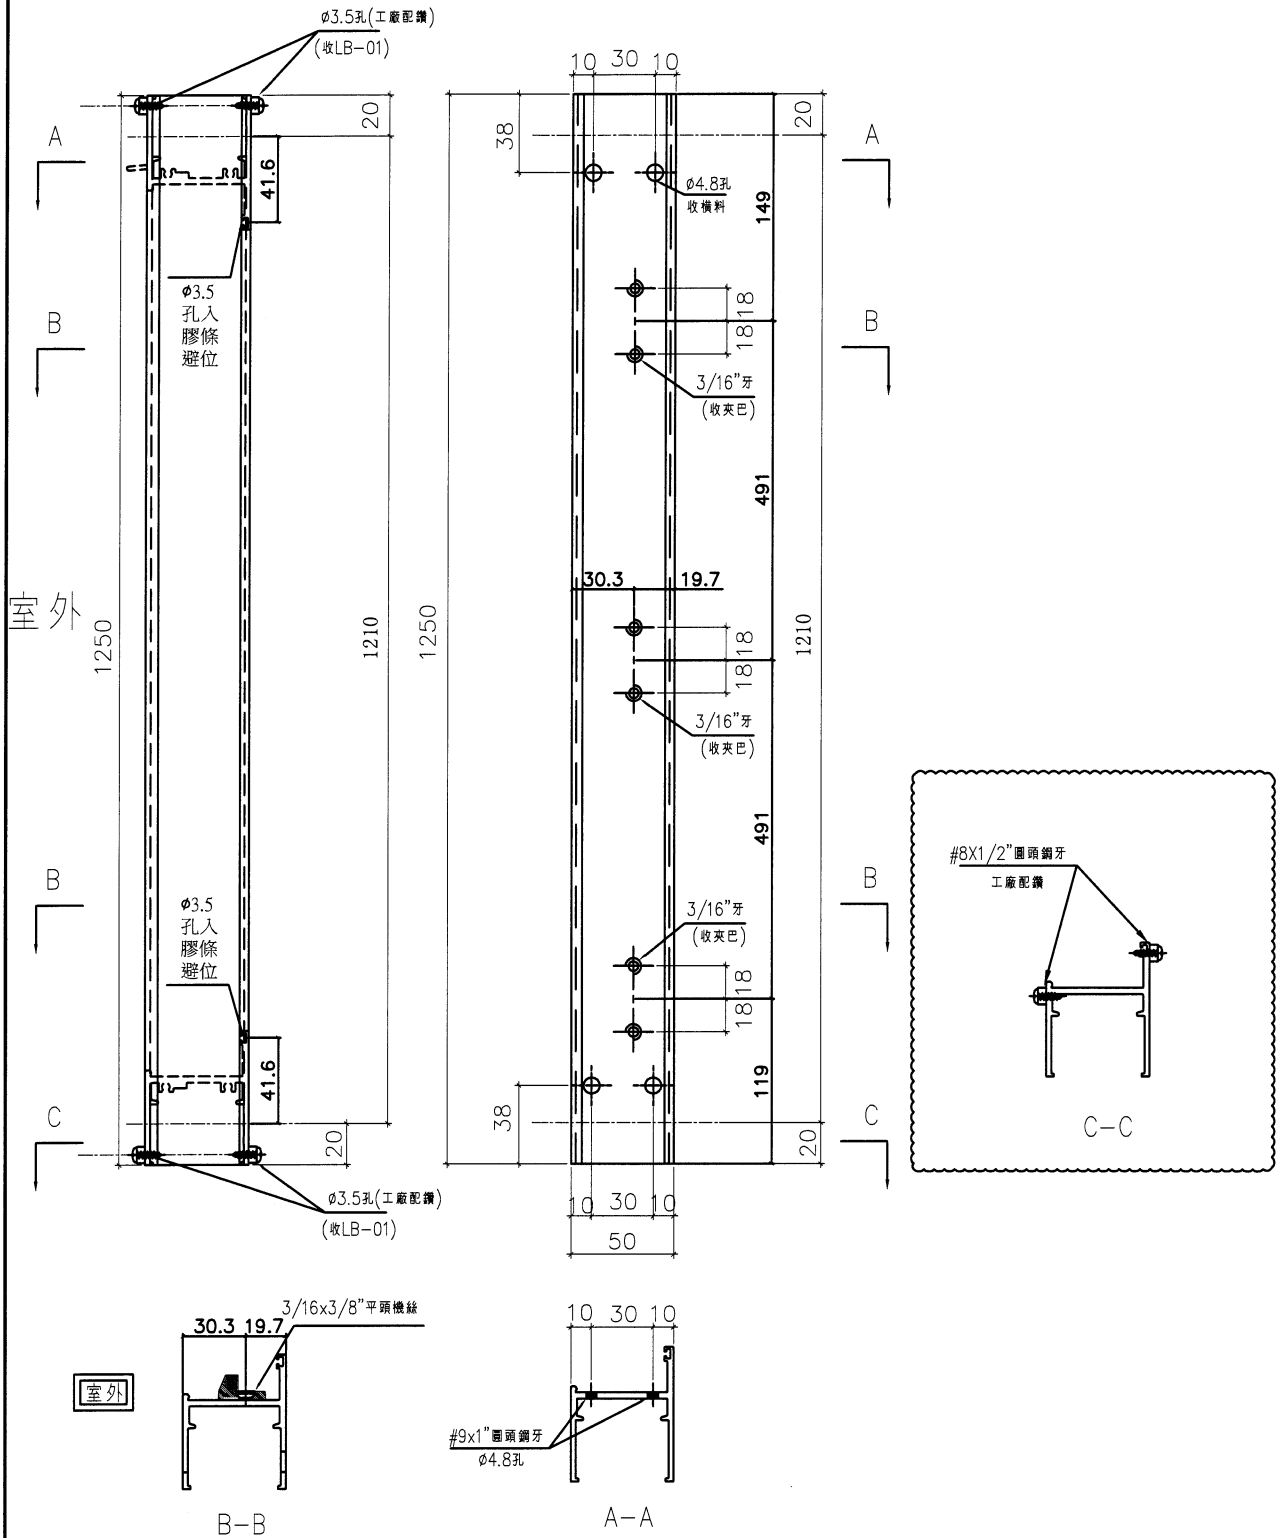 ø3.5孔(工廠配鑽)
(收LB-01)
10 30 10
20
38
20
A
A
41.6
ø4.8孔
收橫料
149
ø3.5
孔入
膠條
避位
B
B
18
18
3/16"牙
(收夾巴)
491
30.3 19.7
室外
1250
1210
1250
18
18
1210
3/16"牙
(收夾巴)
491
#8X1/2"圓頭鋼牙
工廠配鑽
C-C
B
B
ø3.5
孔入
膠條
避位
3/16"牙
(收夾巴)
18
18
41.6
119
C
C
38
20
20
ø3.5孔(工廠配鑽)
(收LB-01)
10 30 10
50
3/16x3/8"平頭機絲
30.3 19.7
室外
B-B
10 30 10
#9x1"圓頭鋼牙
ø4.8孔
A-A